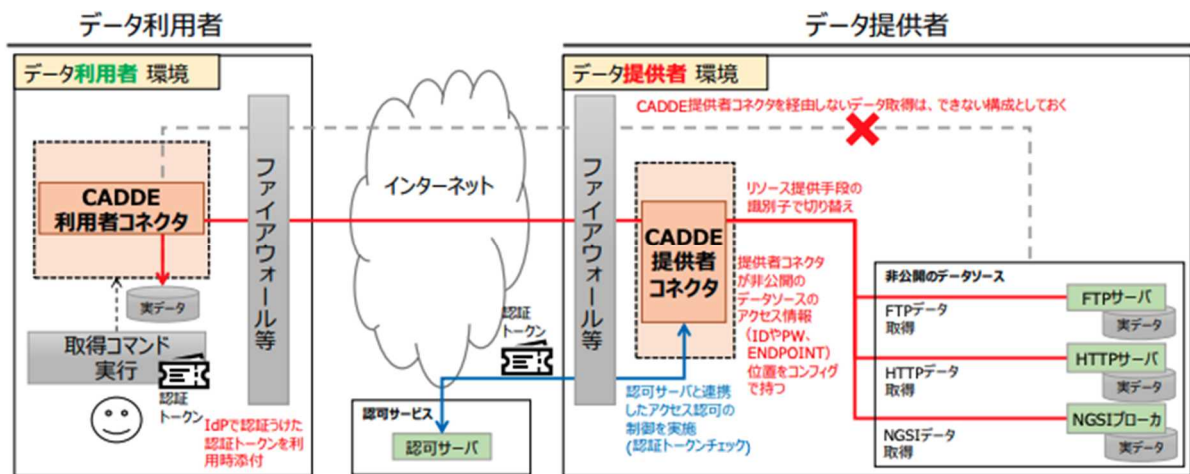 データ利用者
データ提供者
データ利用者 環境
データ提供者 環境
CADDE提供者コネクタを経由しないデータ取得は、できない構成としておく
ファイアウォール等
CADDE
利用者コネクタ
実データ
取得コマンド
実行
認証
トークン
IdPで認証うけた
認証トークンを利
用時添付
インターネット
認証
トークン
認可サービス
認可サーバ
ファイアウォール等
CADDE
提供者
コネクタ
リソース提供手段の
識別子で切り替え
提供者コネクタ
が非公開の
データソースの
アクセス情報
(IDやPW、
ENDPOINT)
位置をコンフィグ
で持つ
認可サーバと連携
したアクセス認可の
制御を実施
(認証トークンチェック)
非公開のデータソース
FTPデータ
取得
FTPサーバ
実データ
HTTPデータ
取得
HTTPサーバ
実データ
NGSIデータ
取得
NGSIブローカ
実データ